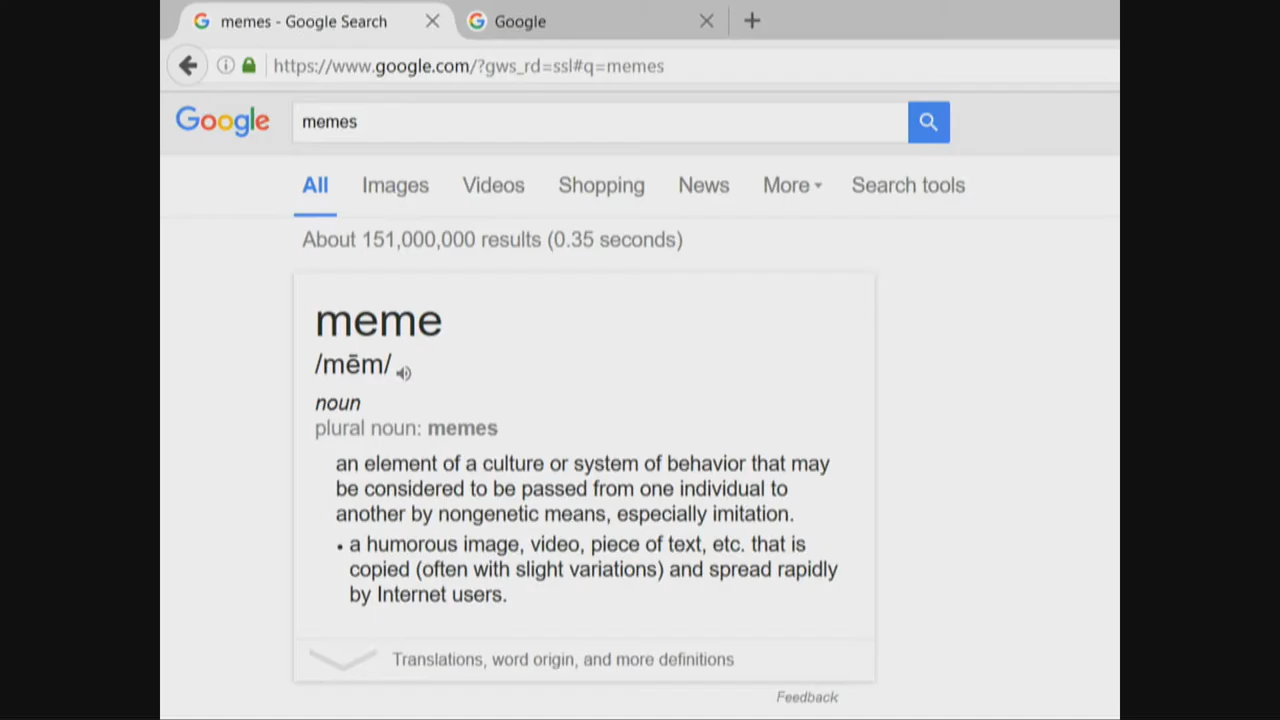 memes - Google Search
Google
https://www.google.com/?gws_rd=ssl#q=memes
Google
memes
All Images Videos Shopping News More Search tools
About 151,000,000 results (0.35 seconds)
meme
/mēm/
noun
plural noun: memes
an element of a culture or system of behavior that may
be considered to be passed from one individual to
another by nongenetic means, especially imitation.
• a humorous image, video, piece of text, etc. that is
copied (often with slight variations) and spread rapidly
by Internet users.
Translations, word origin, and more definitions
Feedback